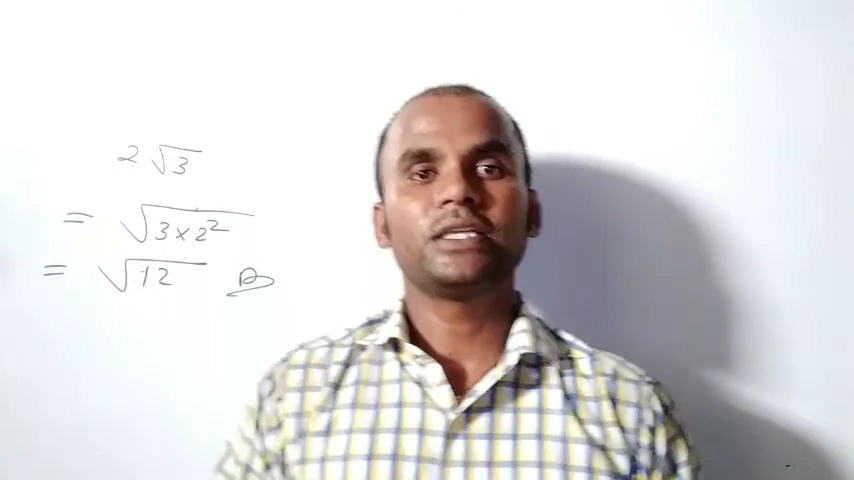 2 √3
= √3×2²
= √12